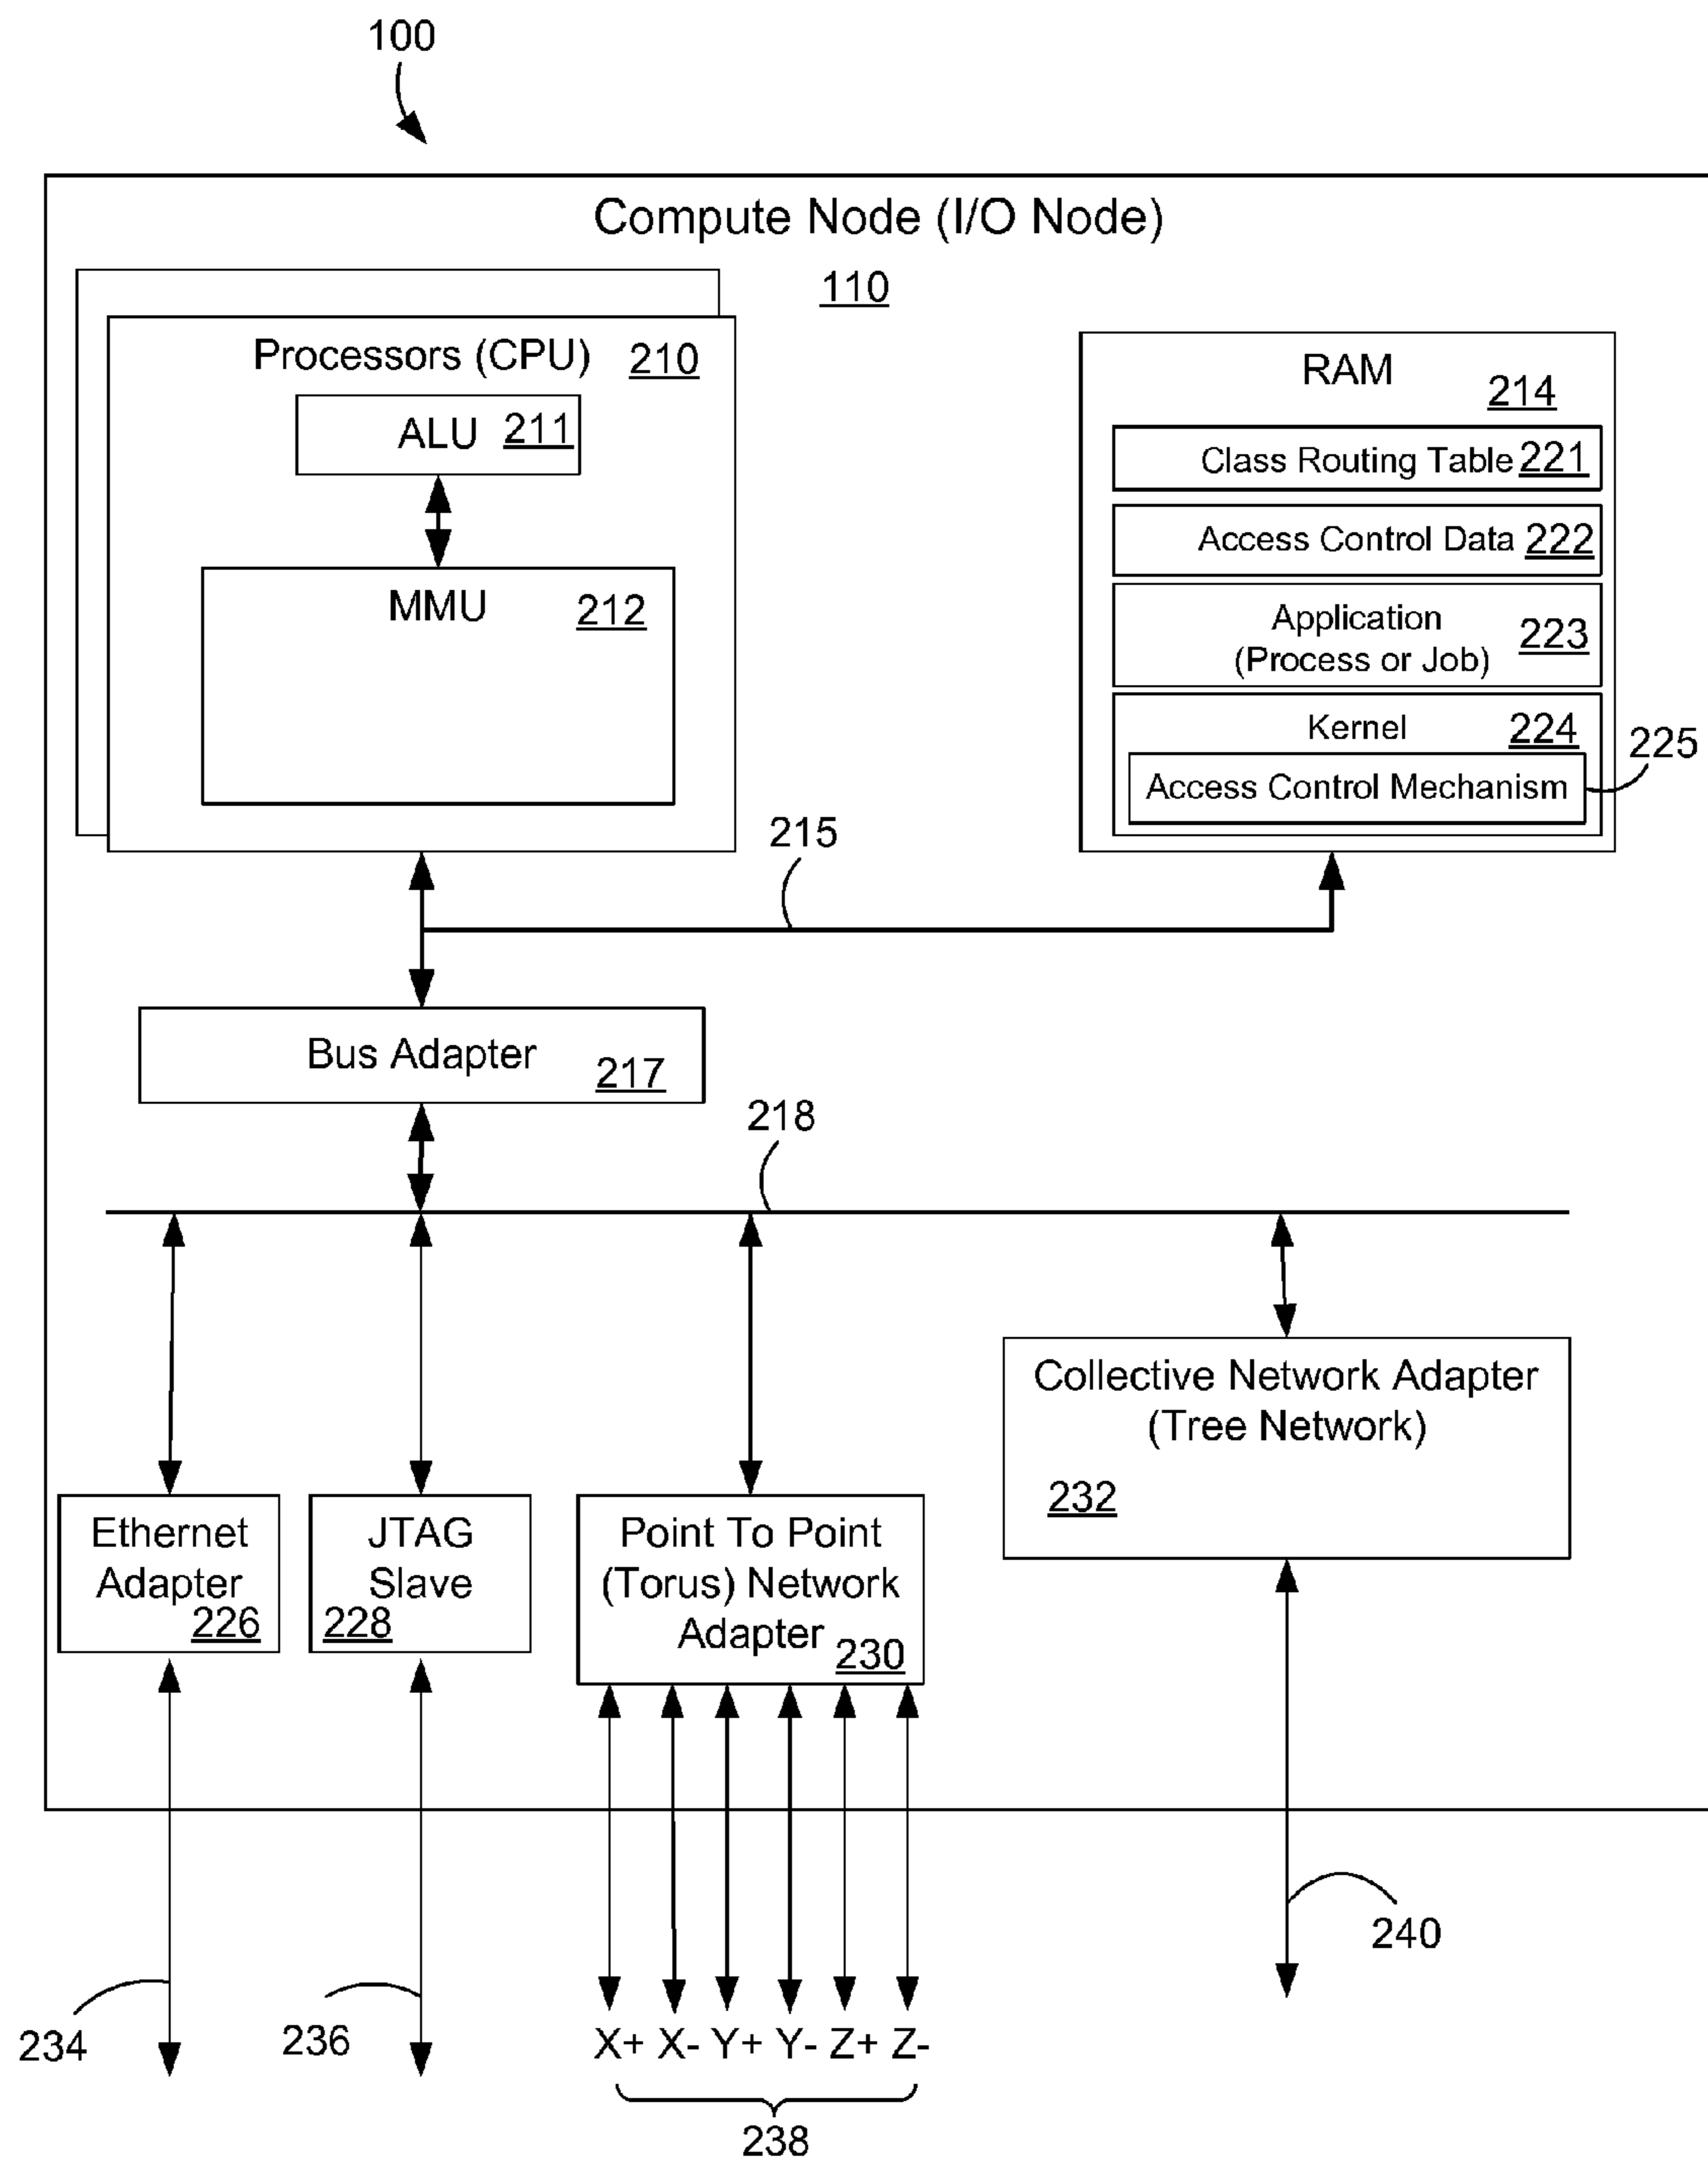 100
Compute Node (I/O Node)
110
Processors (CPU) 210
ALU 211
MMU 212
RAM
214
Class Routing Table 221
Access Control Data 222
Application
(Process or Job)
223
Kernel 224
Access Control Mechanism
225
215
Bus Adapter 217
218
Collective Network Adapter
(Tree Network)
232
Ethernet
Adapter
226
JTAG
Slave
228
Point To Point
(Torus) Network
Adapter 230
240
234
236
X+ X- Y+ Y- Z+ Z-
238